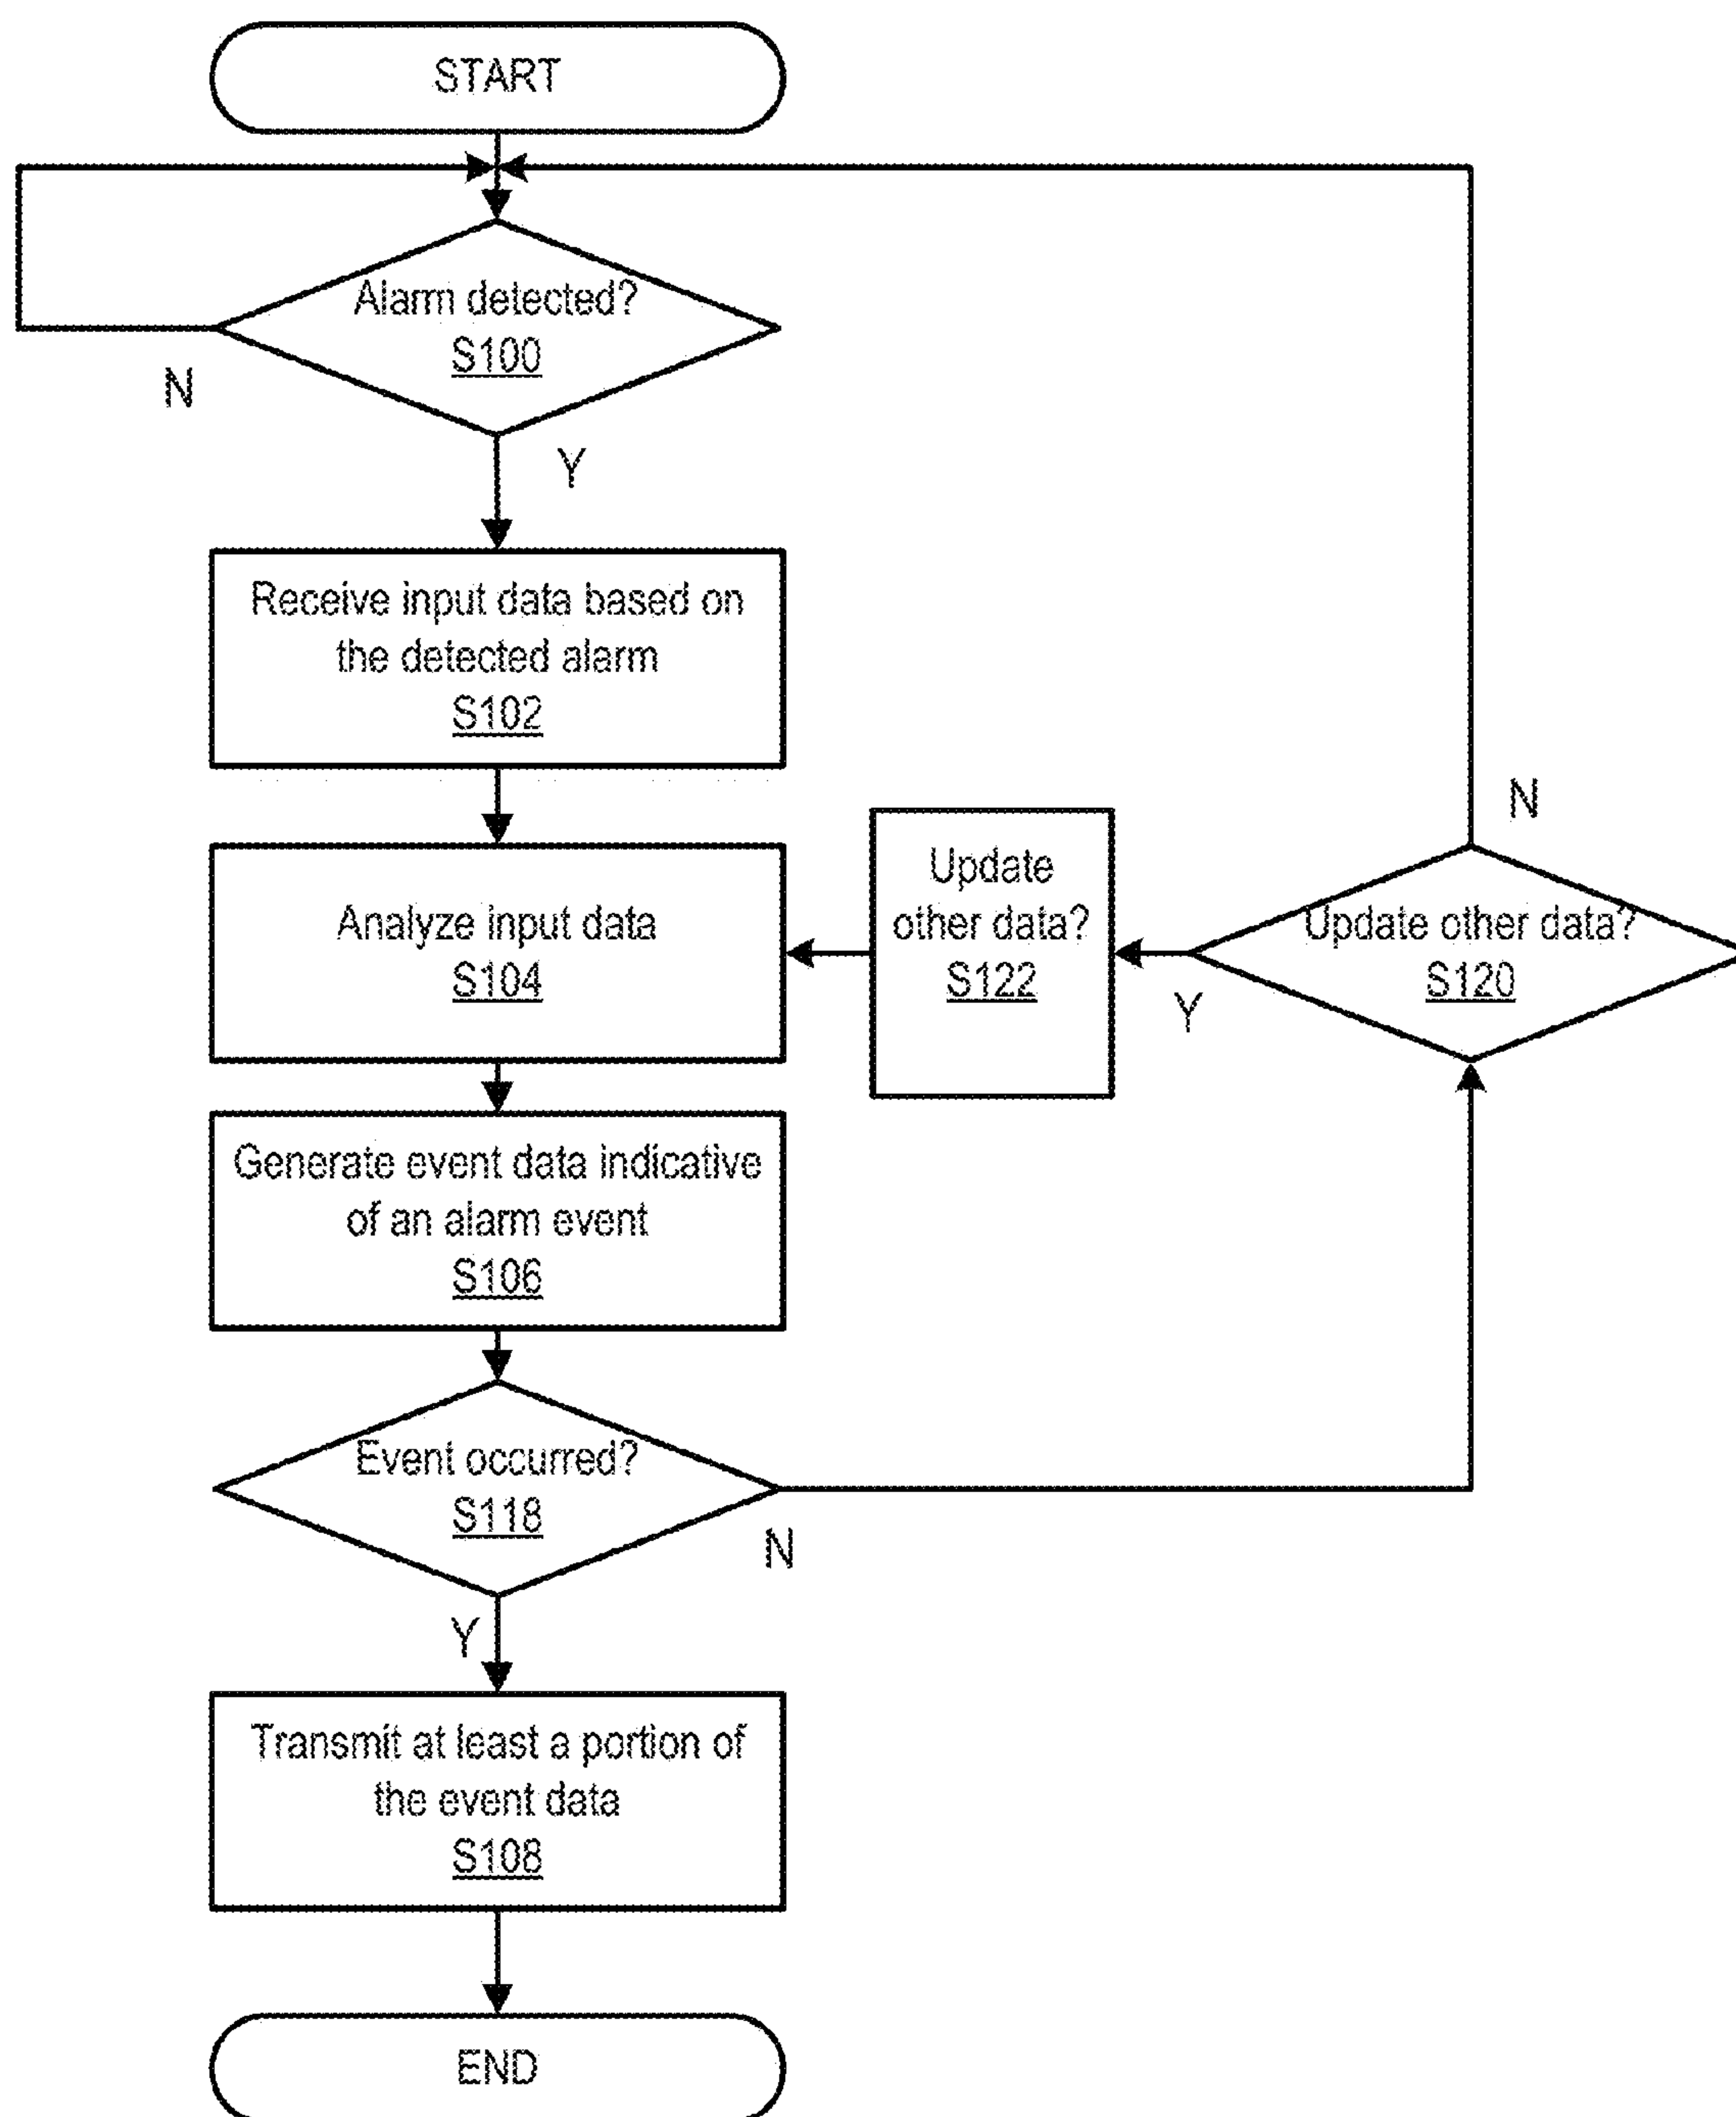 START
Alarm detected?
S100
N
Y
Receive input data based on
the detected alarm
S102
Analyze input data
S104
Update
other data?
S122
Y
Update other data?
S120
N
Generate event data indicative
of an alarm event
S106
Event occurred?
S118
N
Y
Transmit at least a portion of
the event data
S108
END